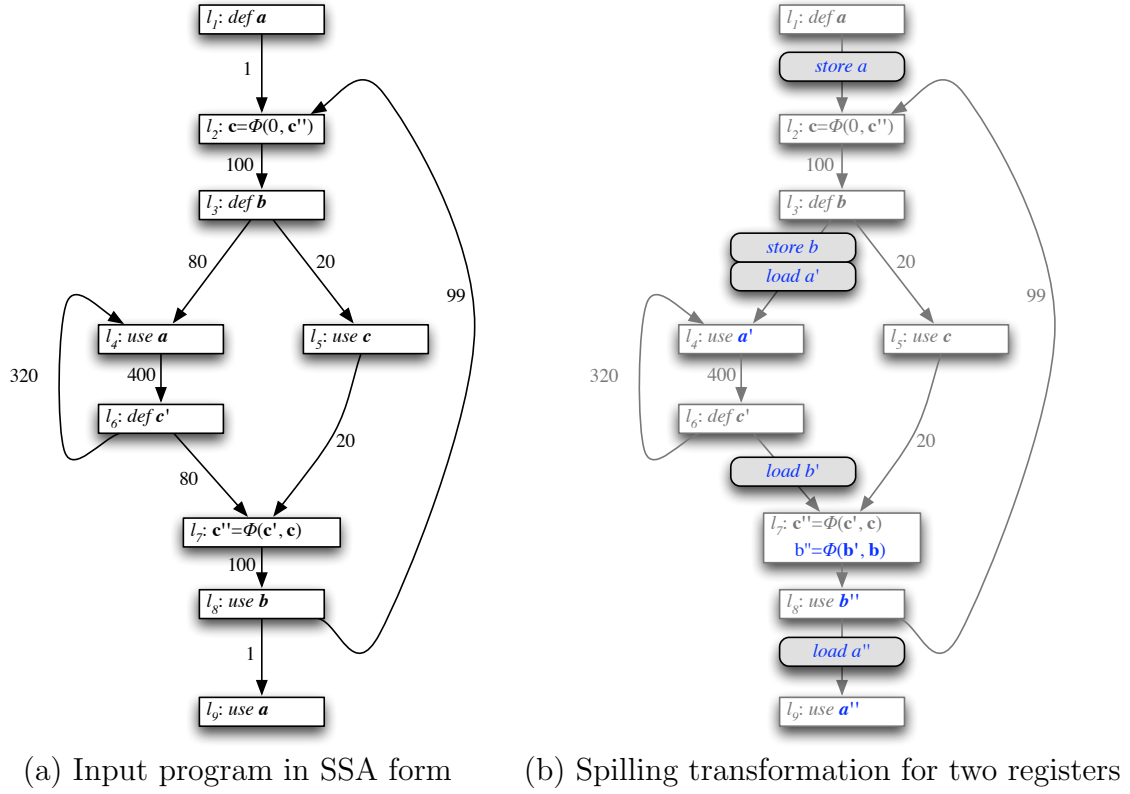 l1: def a
1
l2: c=Φ(0, c'')
100
l3: def b
80
20
99
l4: use a
l5: use c
320
400
l6: def c'
20
80
l7: c''=Φ(c', c)
100
l8: use b
1
l9: use a
(a) Input program in SSA form
l1: def a
store a
l2: c=Φ(0, c'')
100
l3: def b
store b
20
load a'
99
l4: use a'
l5: use c
320
400
l6: def c'
20
load b'
l7: c''=Φ(c', c)
b''=Φ(b', b)
l8: use b''
load a''
l9: use a''
(b) Spilling transformation for two registers